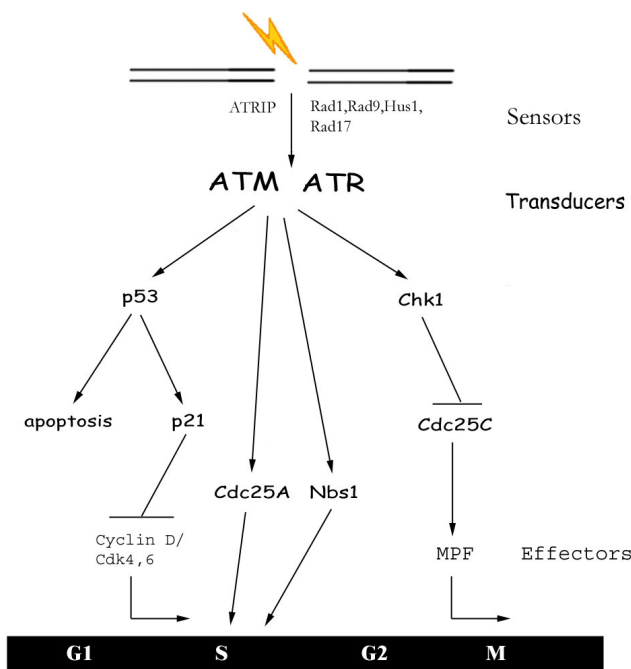 ATRIP
Rad1,Rad9,Hus1,
Rad17
Sensors
ATM ATR
Transducers
p53
Chk1
apoptosis
p21
Cdc25C
Cdc25A
Nbs1
Cyclin D/
Cdk4,6
MPF
Effectors
G1
S
G2
M